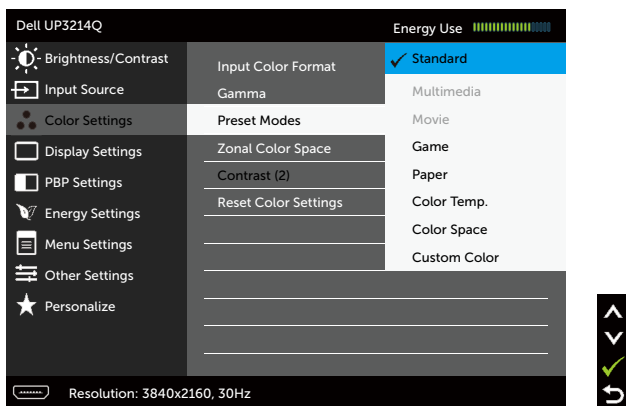 Dell UP3214Q
Energy Use
Brightness/Contrast
Input Source
Color Settings
Display Settings
PBP Settings
Energy Settings
Menu Settings
Other Settings
Personalize
Input Color Format
Gamma
Preset Modes
Zonal Color Space
Contrast (2)
Reset Color Settings
Standard
Multimedia
Movie
Game
Paper
Color Temp.
Color Space
Custom Color
Resolution: 3840x2160, 30Hz